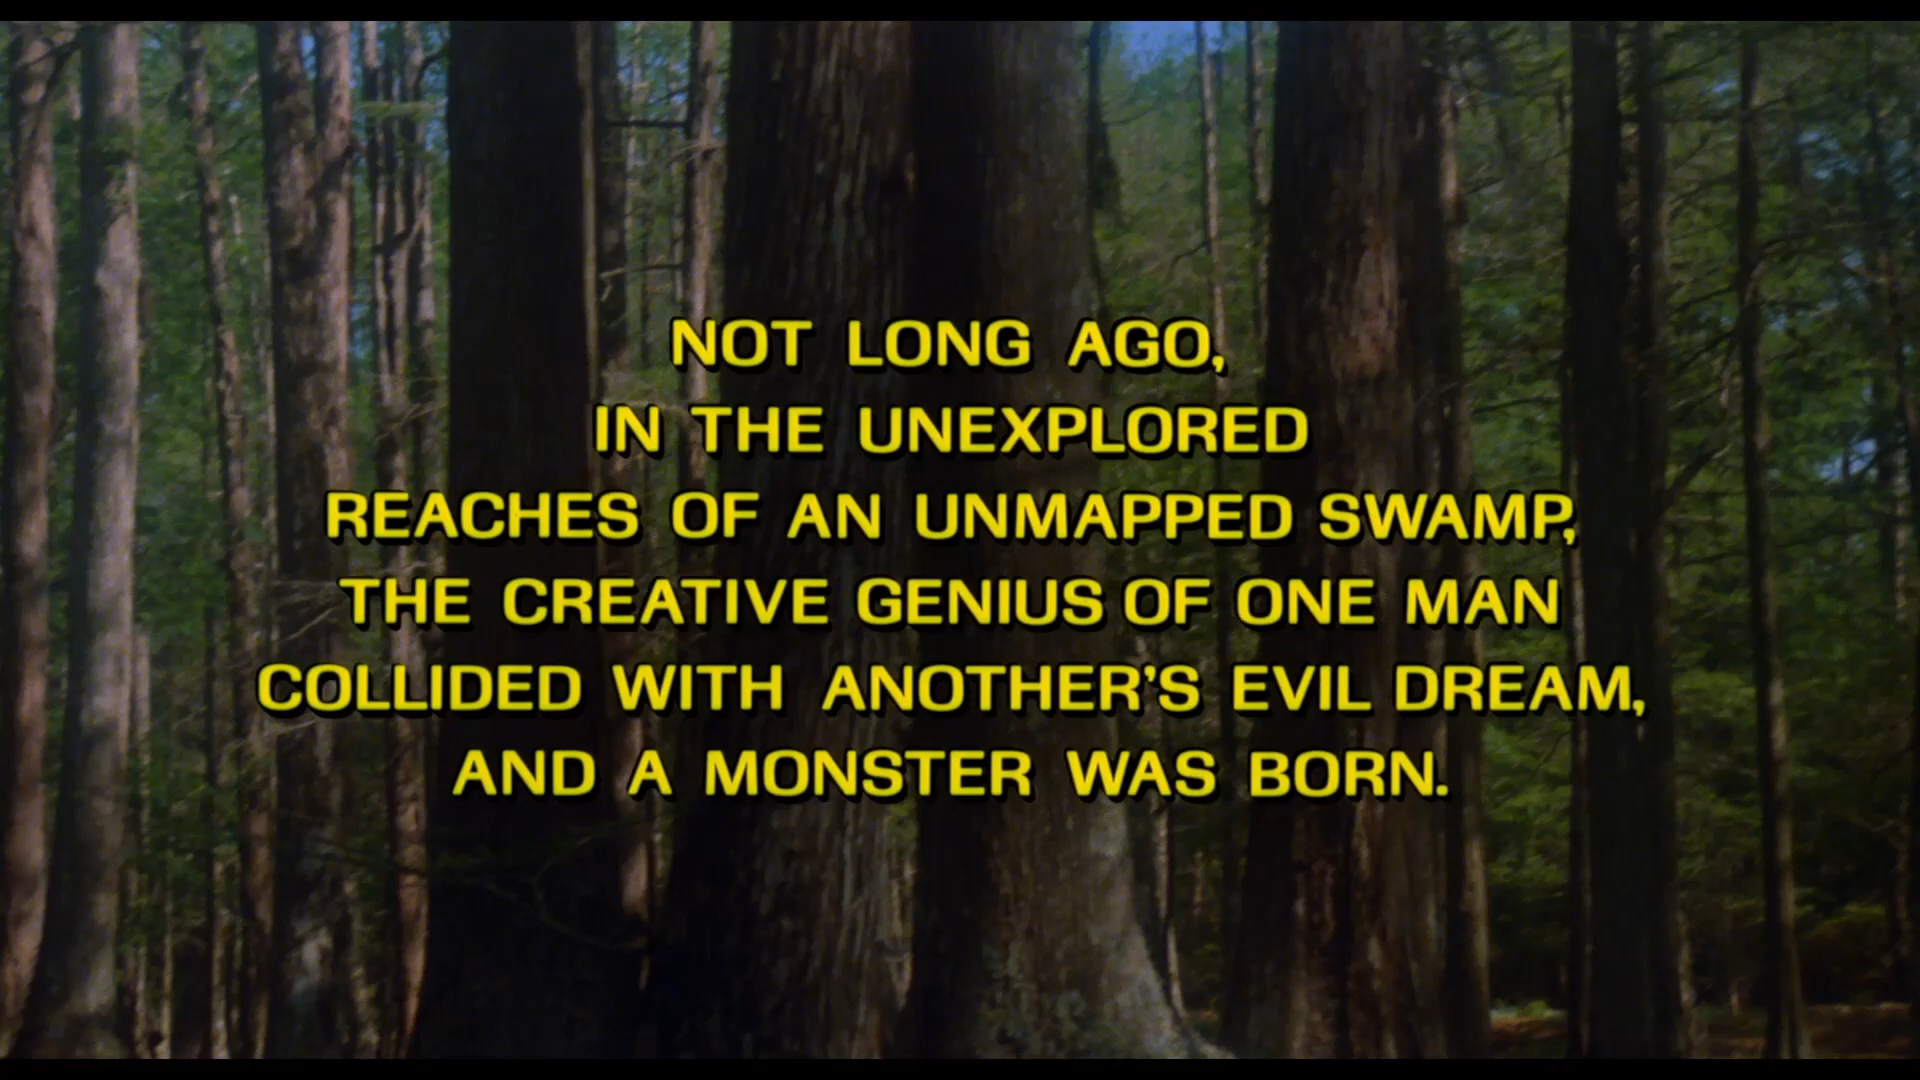 NOT LONG AGO,
IN THE UNEXPLORED
REACHES OF AN UNMAPPED SWAMP,
THE CREATIVE GENIUS OF ONE MAN
COLLIDED WITH ANOTHER'S EVIL DREAM,
AND A MONSTER WAS BORN.